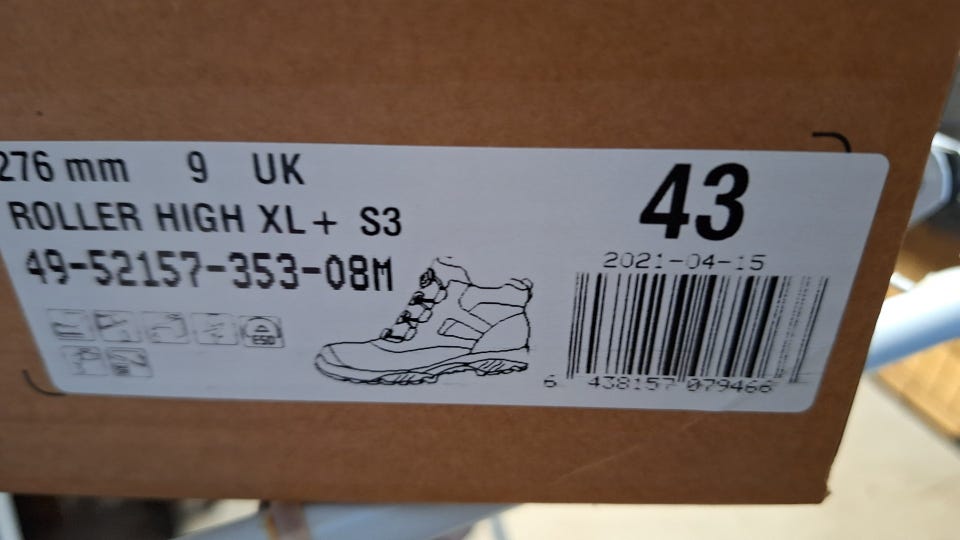 276 mm 9 UK
ROLLER HIGH XL+ S3
49-52157-353-08M
ESD
43
2021-04-15
6 438157 079466